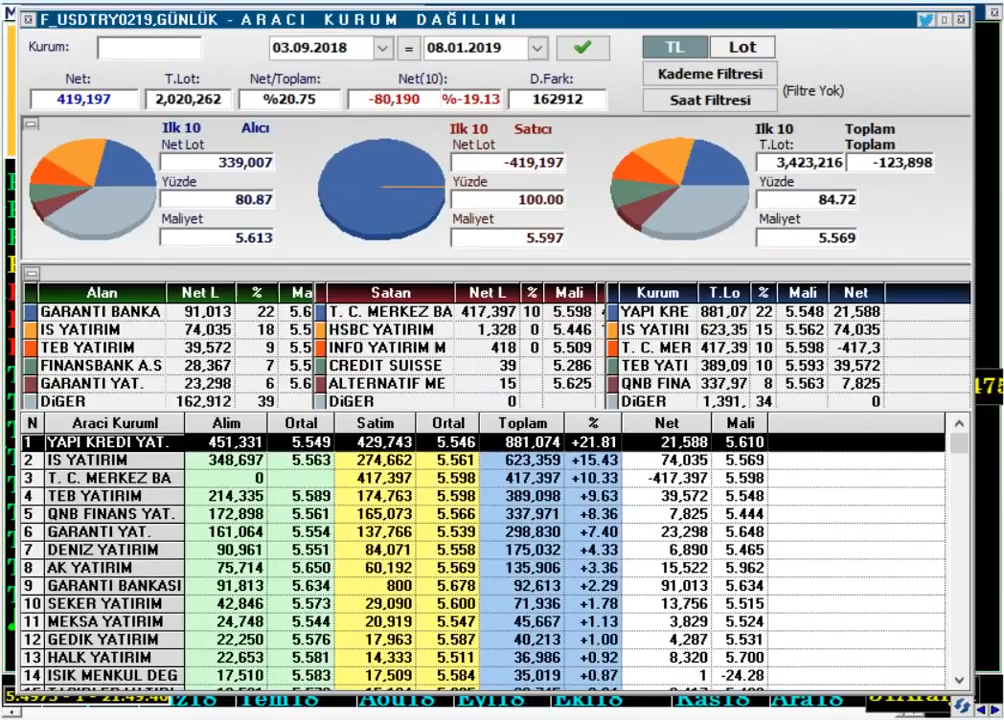 F_USDTRY0219,GÜNLÜK - ARACI KURUM DAĞILIMI
Kurum: 03.09.2018 = 08.01.2019 TL Lot
Kademe Filtresi
Net: T.Lot: Net/Toplam: Net(10): D.Fark: (Filtre Yok)
419,197 2,020,262 %20.75 -80,190 %-19.13 162912 Saat Filtresi
Ilk 10 Alıcı Ilk 10 Satıcı Ilk 10 Toplam
Net Lot Net Lot T.Lot: Toplam
339,007 -419,197 3,423,216 -123,898
Yüzde Yüzde Yüzde
80.87 100.00 84.72
Maliyet Maliyet Maliyet
5.613 5.597 5.569
Alan Net L % Ma Satan Net L % Mali Kurum T.Lo % Mali Net
GARANTI BANKA 91,013 22 5.6 T. C. MERKEZ BA 417,397 10 5.598 YAPI KRE 881,07 22 5.548 21,588
IS YATIRIM 74,035 18 5.5 HSBC YATIRIM 1,328 0 5.446 IS YATIRI 623,35 15 5.562 74,035
TEB YATIRIM 39,572 9 5.5 INFO YATIRIM M 418 0 5.509 T. C. MER 417,39 10 5.598 -417,3
FINANSBANK A.S 28,367 7 5.5 CREDIT SUISSE 39 5.286 TEB YATI 389,09 10 5.593 39,572
GARANTI YAT. 23,298 6 5.6 ALTERNATIF ME 15 5.625 QNB FINA 337,97 8 5.563 7,825
DiGER 162,912 39 DiGER 0 DiGER 1,391, 34 0
N Araci KurumI Alim Ortal Satim Ortal Toplam % Net Mali
1 YAPI KREDI YAT. 451,331 5.549 429,743 5.546 881,074 +21.81 21,588 5.610
2 IS YATIRIM 348,697 5.563 274,662 5.561 623,359 +15.43 74,035 5.569
3 T. C. MERKEZ BA 0 417,397 5.598 417,397 +10.33 -417,397 5.598
4 TEB YATIRIM 214,335 5.589 174,763 5.598 389,098 +9.63 39,572 5.548
5 QNB FINANS YAT. 172,898 5.561 165,073 5.566 337,971 +8.36 7,825 5.444
6 GARANTI YAT. 161,064 5.554 137,766 5.539 298,830 +7.40 23,298 5.648
7 DENIZ YATIRIM 90,961 5.551 84,071 5.558 175,032 +4.33 6,890 5.465
8 AK YATIRIM 75,714 5.650 60,192 5.569 135,906 +3.36 15,522 5.962
9 GARANTI BANKASI 91,813 5.634 800 5.678 92,613 +2.29 91,013 5.634
10 SEKER YATIRIM 42,846 5.573 29,090 5.600 71,936 +1.78 13,756 5.515
11 MEKSA YATIRIM 24,748 5.544 20,919 5.547 45,667 +1.13 3,829 5.524
12 GEDIK YATIRIM 22,250 5.576 17,963 5.587 40,213 +1.00 4,287 5.531
13 HALK YATIRIM 22,653 5.581 14,333 5.511 36,986 +0.92 8,320 5.700
14 ISIK MENKUL DEG 17,510 5.583 17,509 5.584 35,019 +0.87 1 -24.28
Tem18 Eyl18 Eki18 Kas18 Ara18